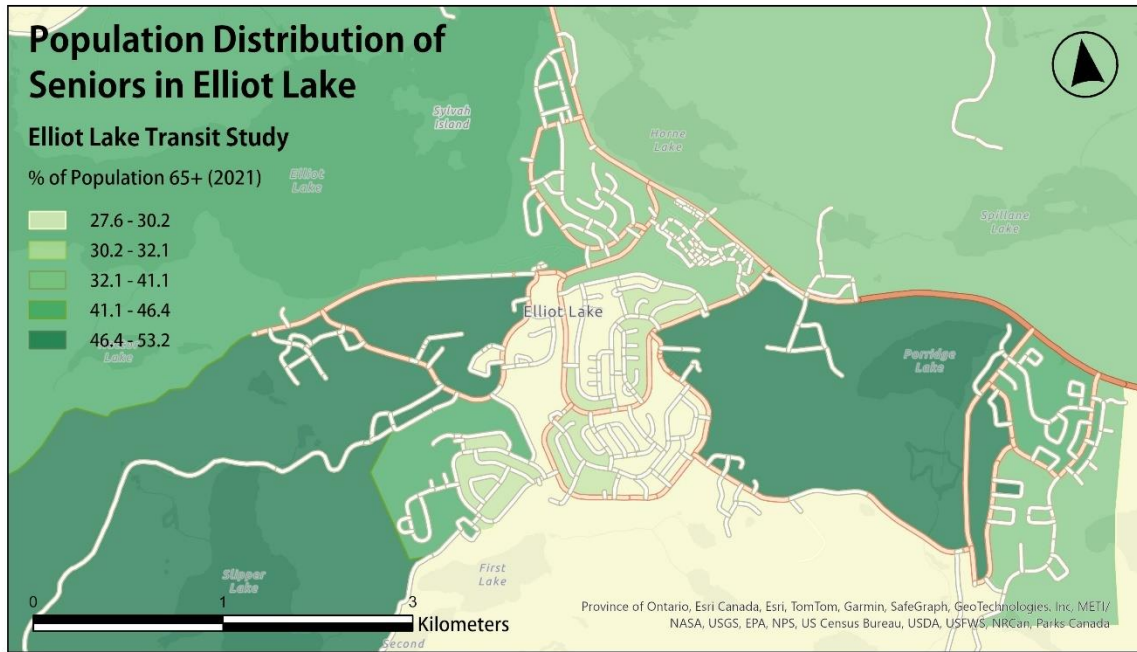 Population Distribution of
Seniors in Elliot Lake
Elliot Lake Transit Study
% of Population 65+ (2021)
27.6 - 30.2
30.2 - 32.1
32.1 - 41.1
41.1 - 46.4
46.4 - 53.2
Sylvah
island
Elliot
Lake
Horne
Lake
Spillane
Lake
Lake
Elliot Lake
Porridge
Lake
Slipper
Lake
First
Lake
Second
0 1 3
Kilometers
Province of Ontario, Esri Canada, Esri, TomTom, Garmin, SafeGraph, GeoTechnologies, Inc, METI/
NASA, USGS, EPA, NPS, US Census Bureau, USDA, USFWS, NRCan, Parks Canada